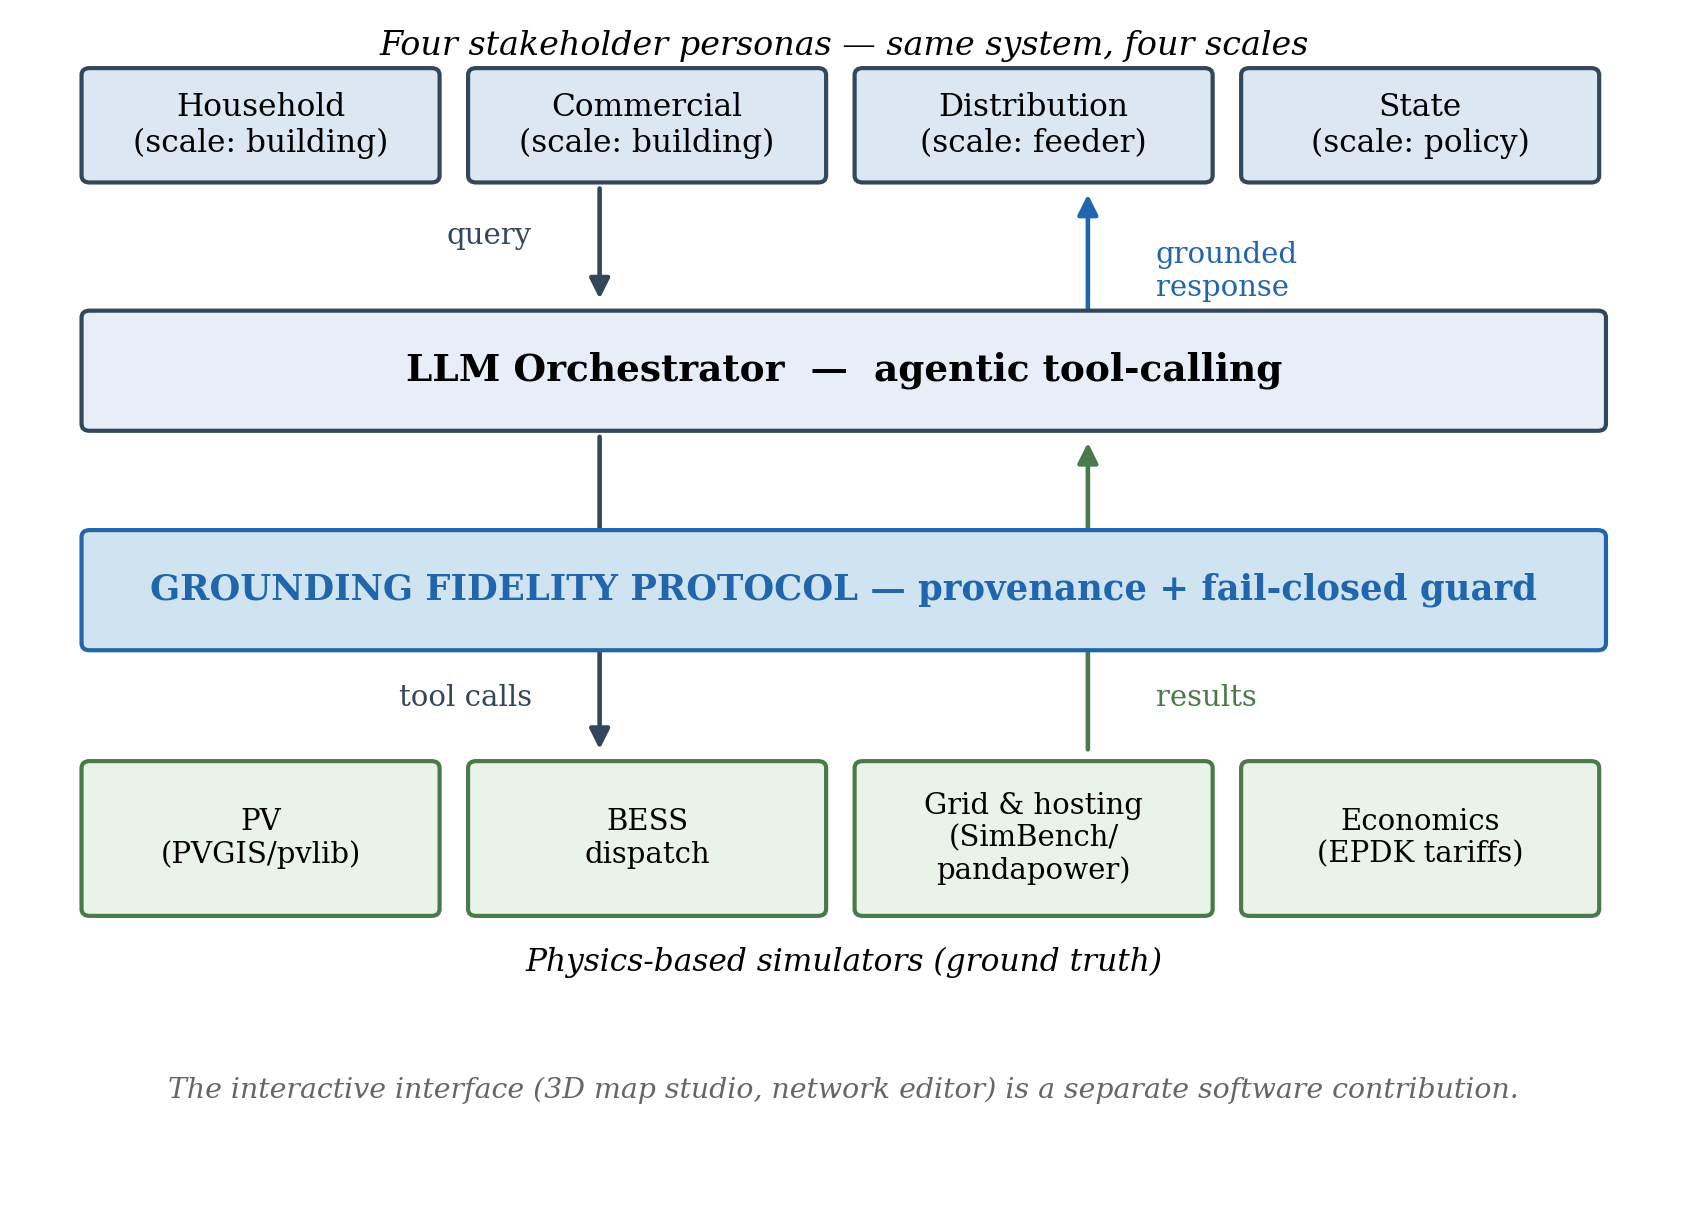 Four stakeholder personas — same system, four scales
Household
(scale: building)
Commercial
(scale: building)
Distribution
(scale: feeder)
State
(scale: policy)
query
grounded
response
LLM Orchestrator — agentic tool-calling
GROUNDING FIDELITY PROTOCOL — provenance + fail-closed guard
tool calls
results
PV
(PVGIS/pvlib)
BESS
dispatch
Grid & hosting
(SimBench/
pandapower)
Economics
(EPDK tariffs)
Physics-based simulators (ground truth)
The interactive interface (3D map studio, network editor) is a separate software contribution.